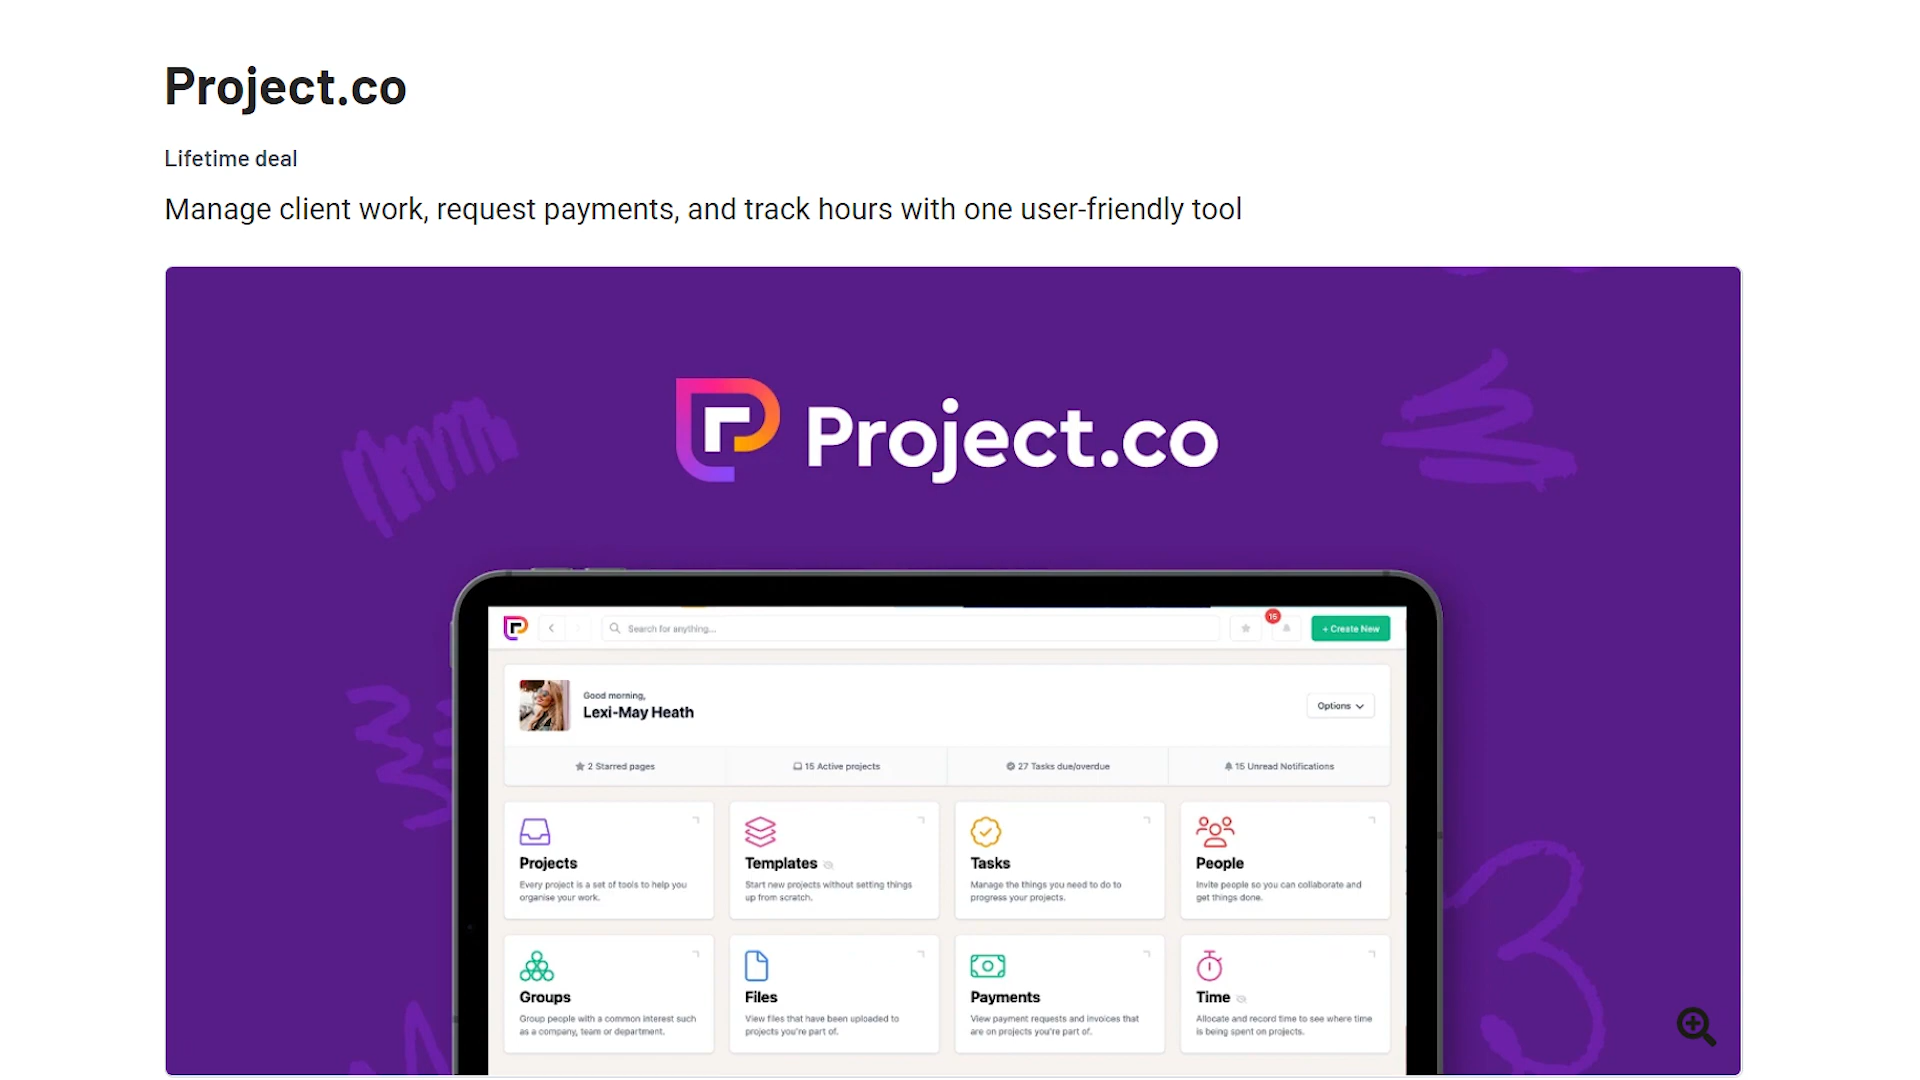 Project.co
Lifetime deal
Manage client work, request payments, and track hours with one user-friendly tool
Project.co
Search for anything...
15
+ Create New
Good morning,
Lexi-May Heath
Options
2 Starred pages
15 Active projects
27 Tasks due/overdue
15 Unread Notifications
Projects
Every project is a set of tools to help you
organise your work.
Templates
Start new projects without setting things
up from scratch.
Tasks
Manage the things you need to do to
progress your projects.
People
Invite people so you can collaborate and
get things done.
Groups
Group people with a common interest such
as a company, team or department.
Files
View files that have been uploaded to
projects you're part of.
Payments
View payment requests and invoices that
are on projects you're part of.
Time
Allocate and record time to see where time
is being spent on projects.